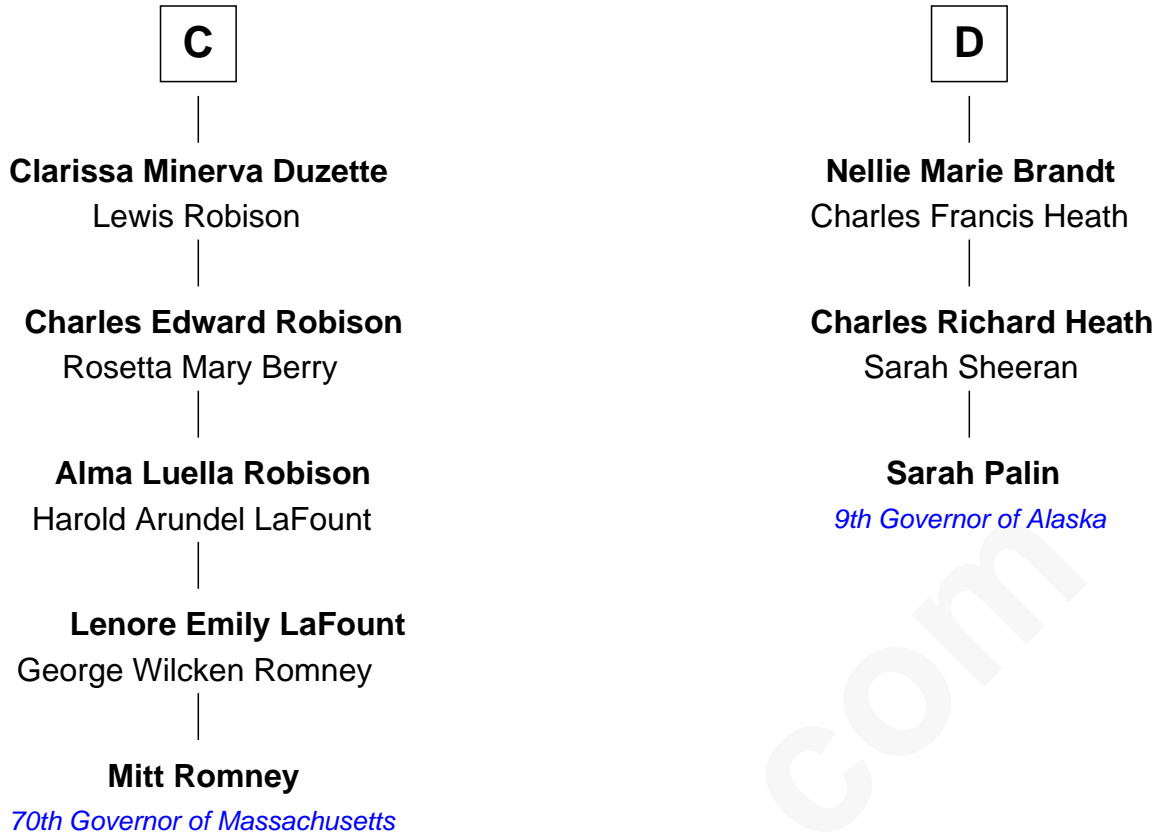 C
Clarissa Minerva Duzette
Lewis Robison
Charles Edward Robison
Rosetta Mary Berry
Alma Luella Robison
Harold Arundel LaFount
Lenore Emily LaFount
George Wilcken Romney
Mitt Romney
70th Governor of Massachusetts
D
Nellie Marie Brandt
Charles Francis Heath
Charles Richard Heath
Sarah Sheeran
Sarah Palin
9th Governor of Alaska
com